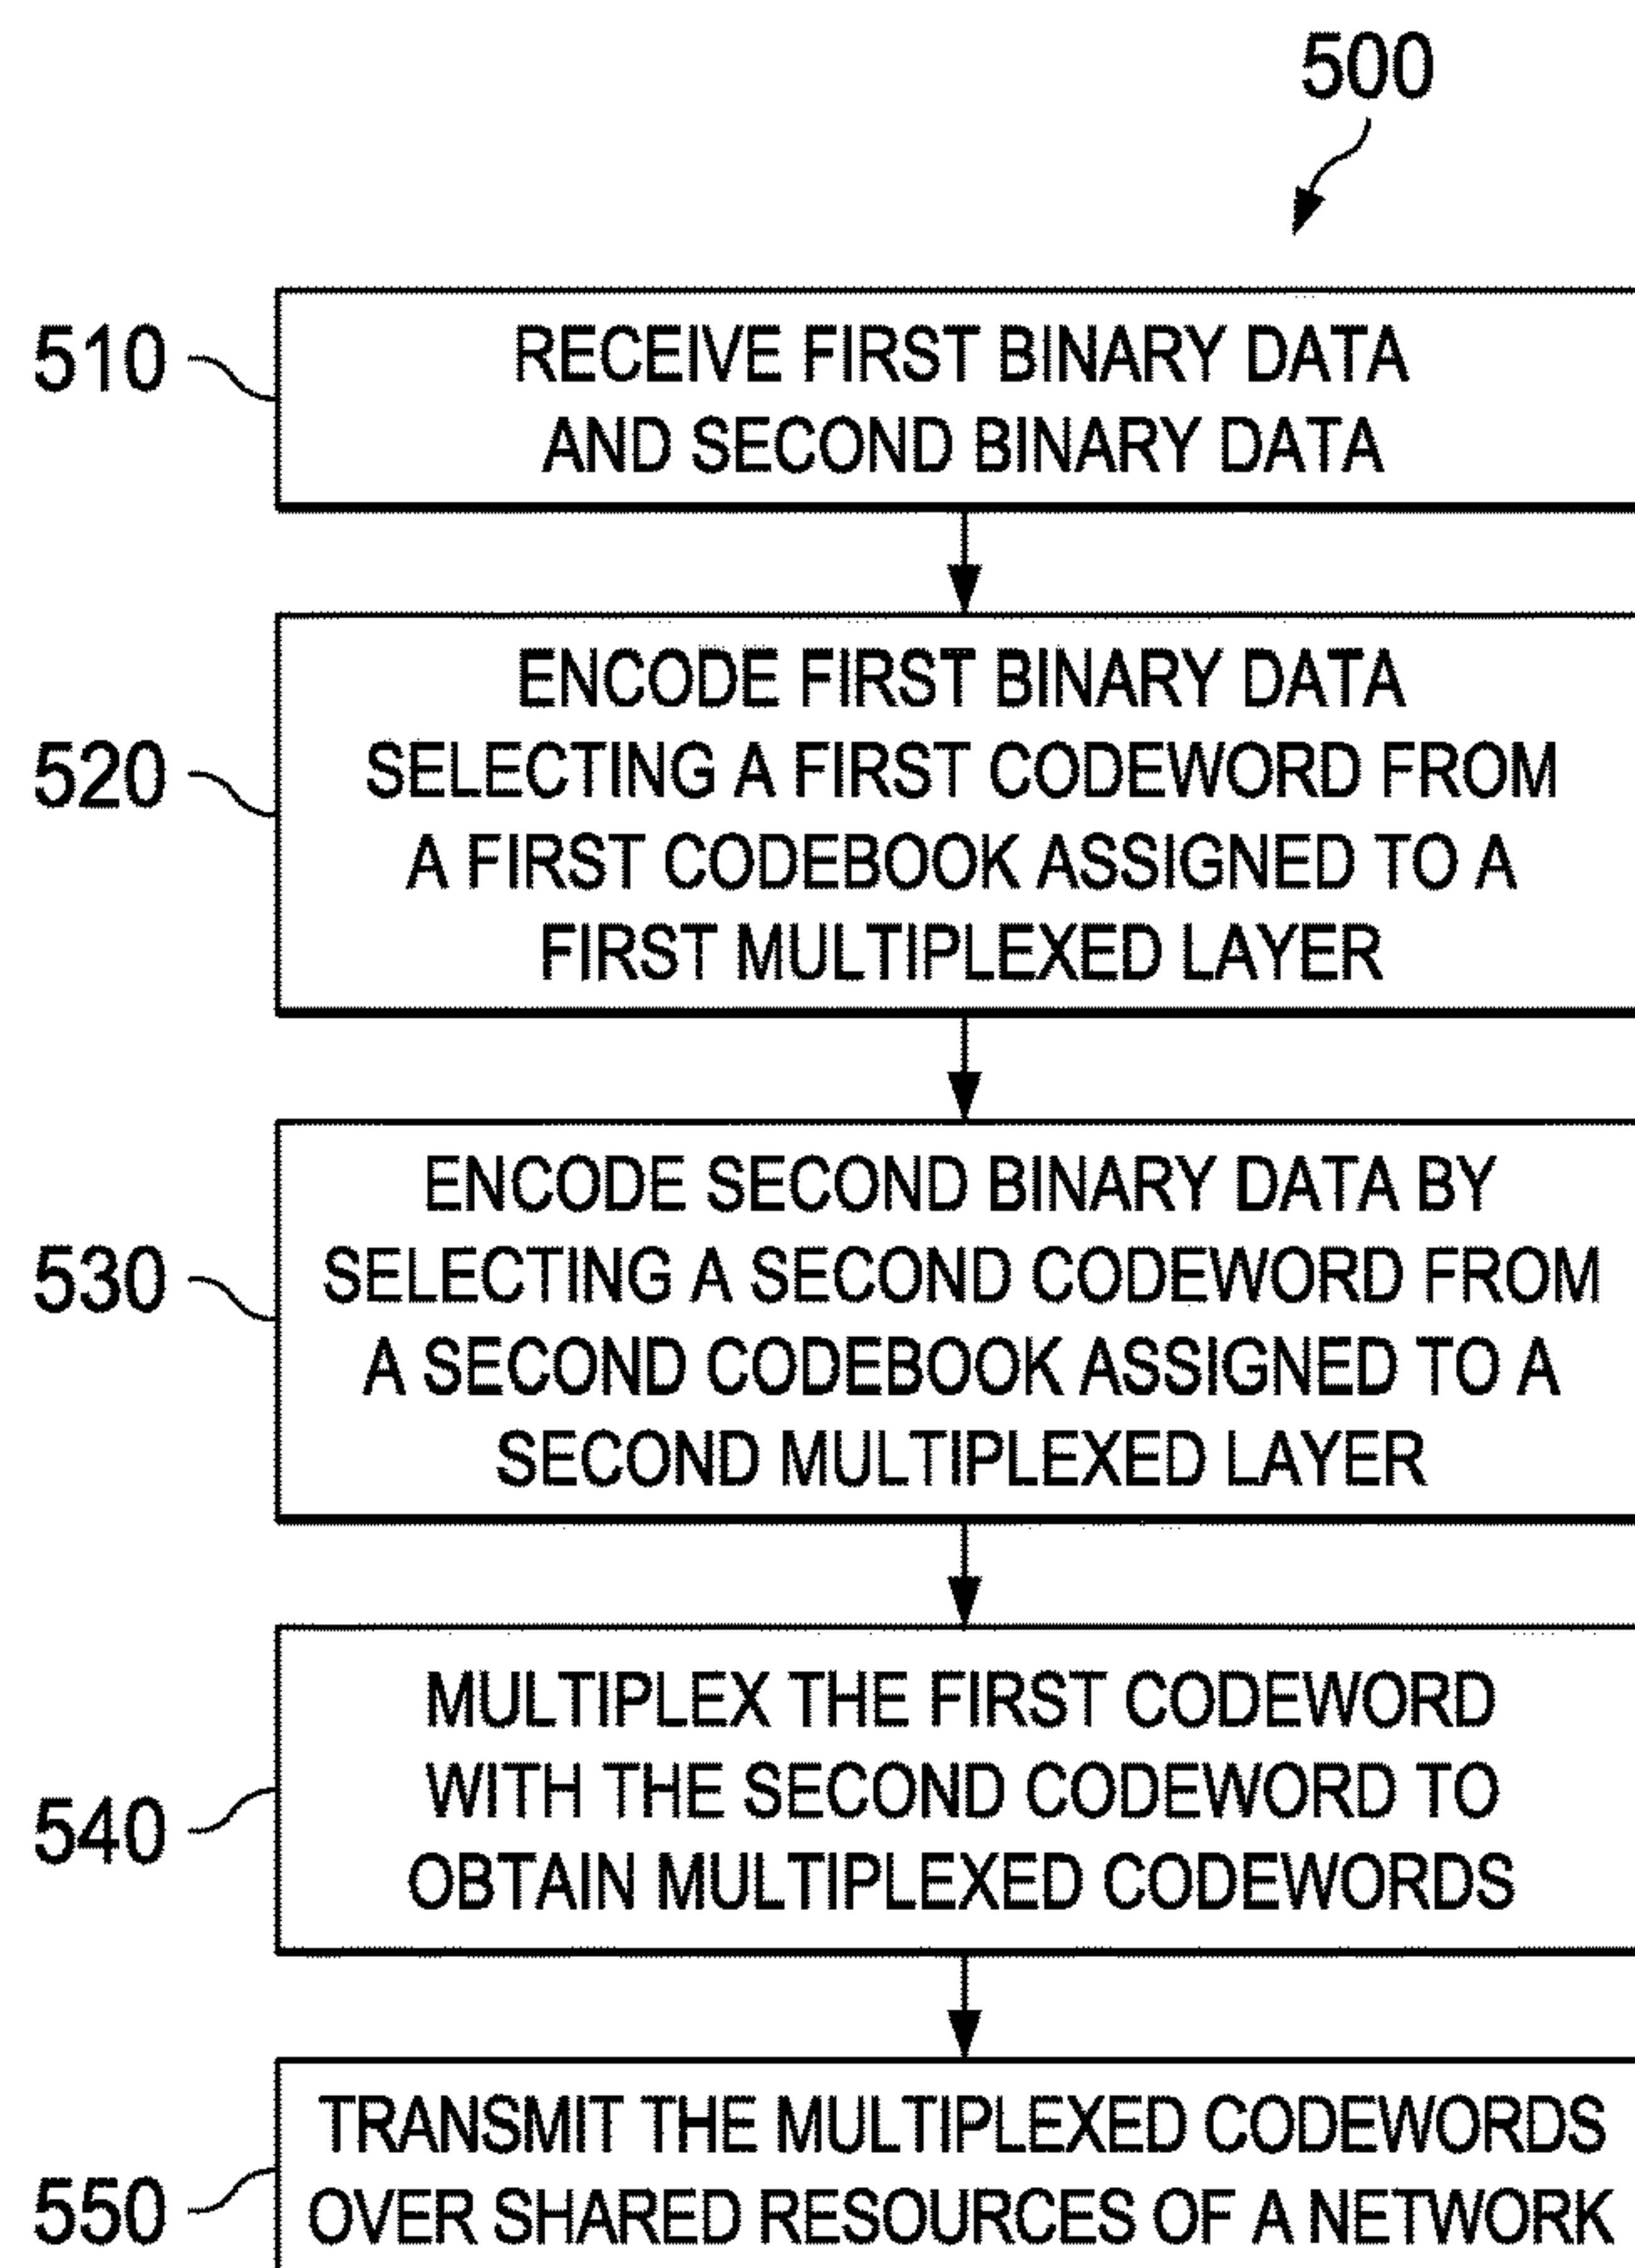 500
510
RECEIVE FIRST BINARY DATA
AND SECOND BINARY DATA
520
ENCODE FIRST BINARY DATA
SELECTING A FIRST CODEWORD FROM
A FIRST CODEBOOK ASSIGNED TO A
FIRST MULTIPLEXED LAYER
530
ENCODE SECOND BINARY DATA BY
SELECTING A SECOND CODEWORD FROM
A SECOND CODEBOOK ASSIGNED TO A
SECOND MULTIPLEXED LAYER
540
MULTIPLEX THE FIRST CODEWORD
WITH THE SECOND CODEWORD TO
OBTAIN MULTIPLEXED CODEWORDS
550
TRANSMIT THE MULTIPLEXED CODEWORDS
OVER SHARED RESOURCES OF A NETWORK